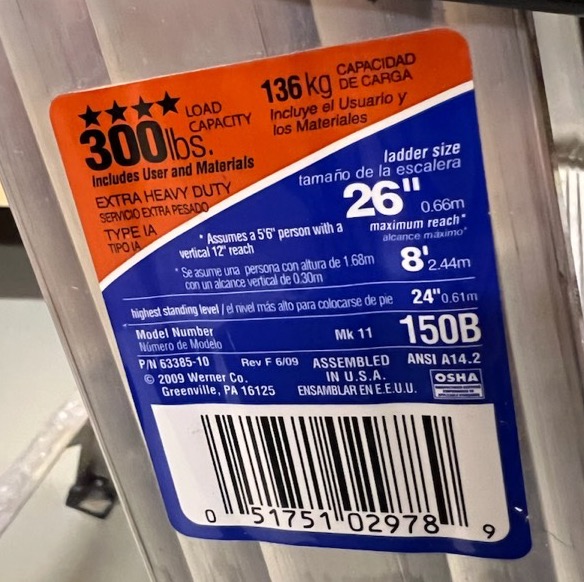 ★★★★ LOAD
CAPACITY
300lbs.
Includes User and Materials
EXTRA HEAVY DUTY
SERVICIO EXTRA PESADO
TYPE IA
TIPO IA
136 kg CAPACIDAD
DE CARGA
Incluye el Usuario y
los Materiales
ladder size
tamaño de la escalera
26" 0.66m
* Assumes a 5'6" person with a
vertical 12" reach
maximum reach*
alcance máximo*
* Se asume una persona con altura de 1.68m
con un alcance vertical de 0.30m
8' 2.44m
highest standing level / el nivel más alto para colocarse de pie 24" 0.61m
Model Number
Número de Modelo
Mk 11 150B
P/N 63385-10 Rev F 6/09 ASSEMBLED ANSI A14.2
© 2009 Werner Co. IN U.S.A. OSHA
Greenville, PA 16125 ENSAMBLAR EN E.E.U.U.
0 51751 02978 9